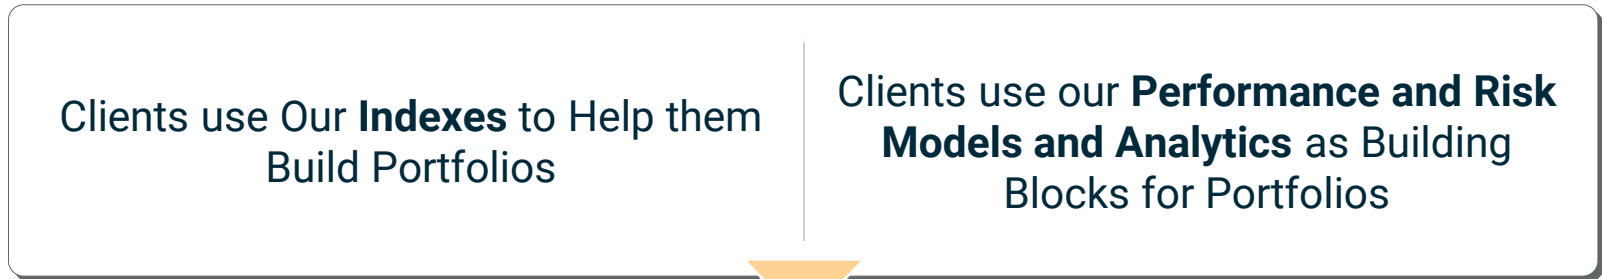 Clients use Our Indexes to Help them
Build Portfolios
Clients use our Performance and Risk
Models and Analytics as Building
Blocks for Portfolios